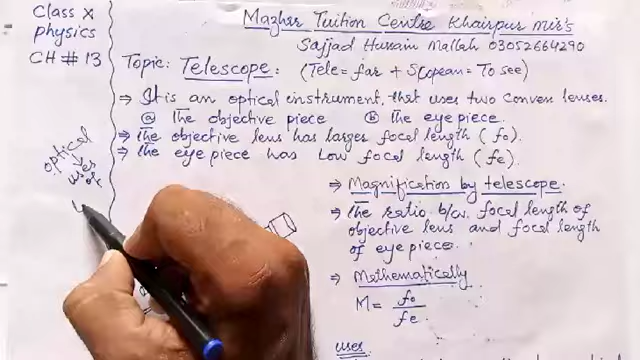 Class X
physics
CH # 13
Mazher Tuition Centre Khairpur mir's
Sajjad Hussain Mallah 03052664290
Topic: Telescope: (Tele = far + Scopean = To see)
⇒ It is an optical instrument, that uses two convex lenses.
ⓐ The objective piece ⓑ The eye piece.
⇒ The objective lens has larger focal length (fo)
⇒ The eye piece has Low focal length (fe).
optical
uses
of
⇒ Magnification by telescope.
⇒ The ratio b/w focal length of
objective lens and focal length
of eye piece.
⇒ Mathematically
M = fo / fe
uses